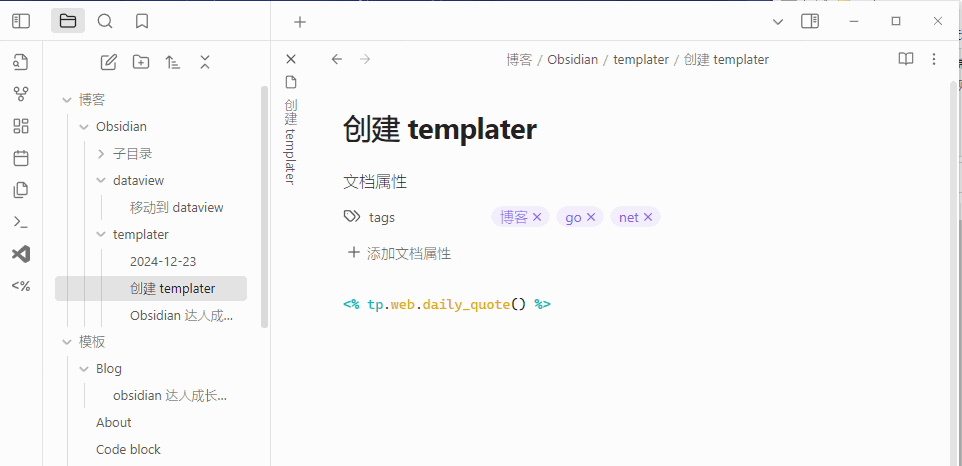 博客
Obsidian
子目录
dataview
移动到 dataview
templater
2024-12-23
创建 templater
Obsidian 达人成...
模板
Blog
obsidian 达人成长...
About
Code block
<%
创建 templater
博客 / Obsidian / templater / 创建 templater
创建 templater
文档属性
tags 博客 × go × net ×
+ 添加文档属性
<% tp.web.daily_quote() %>